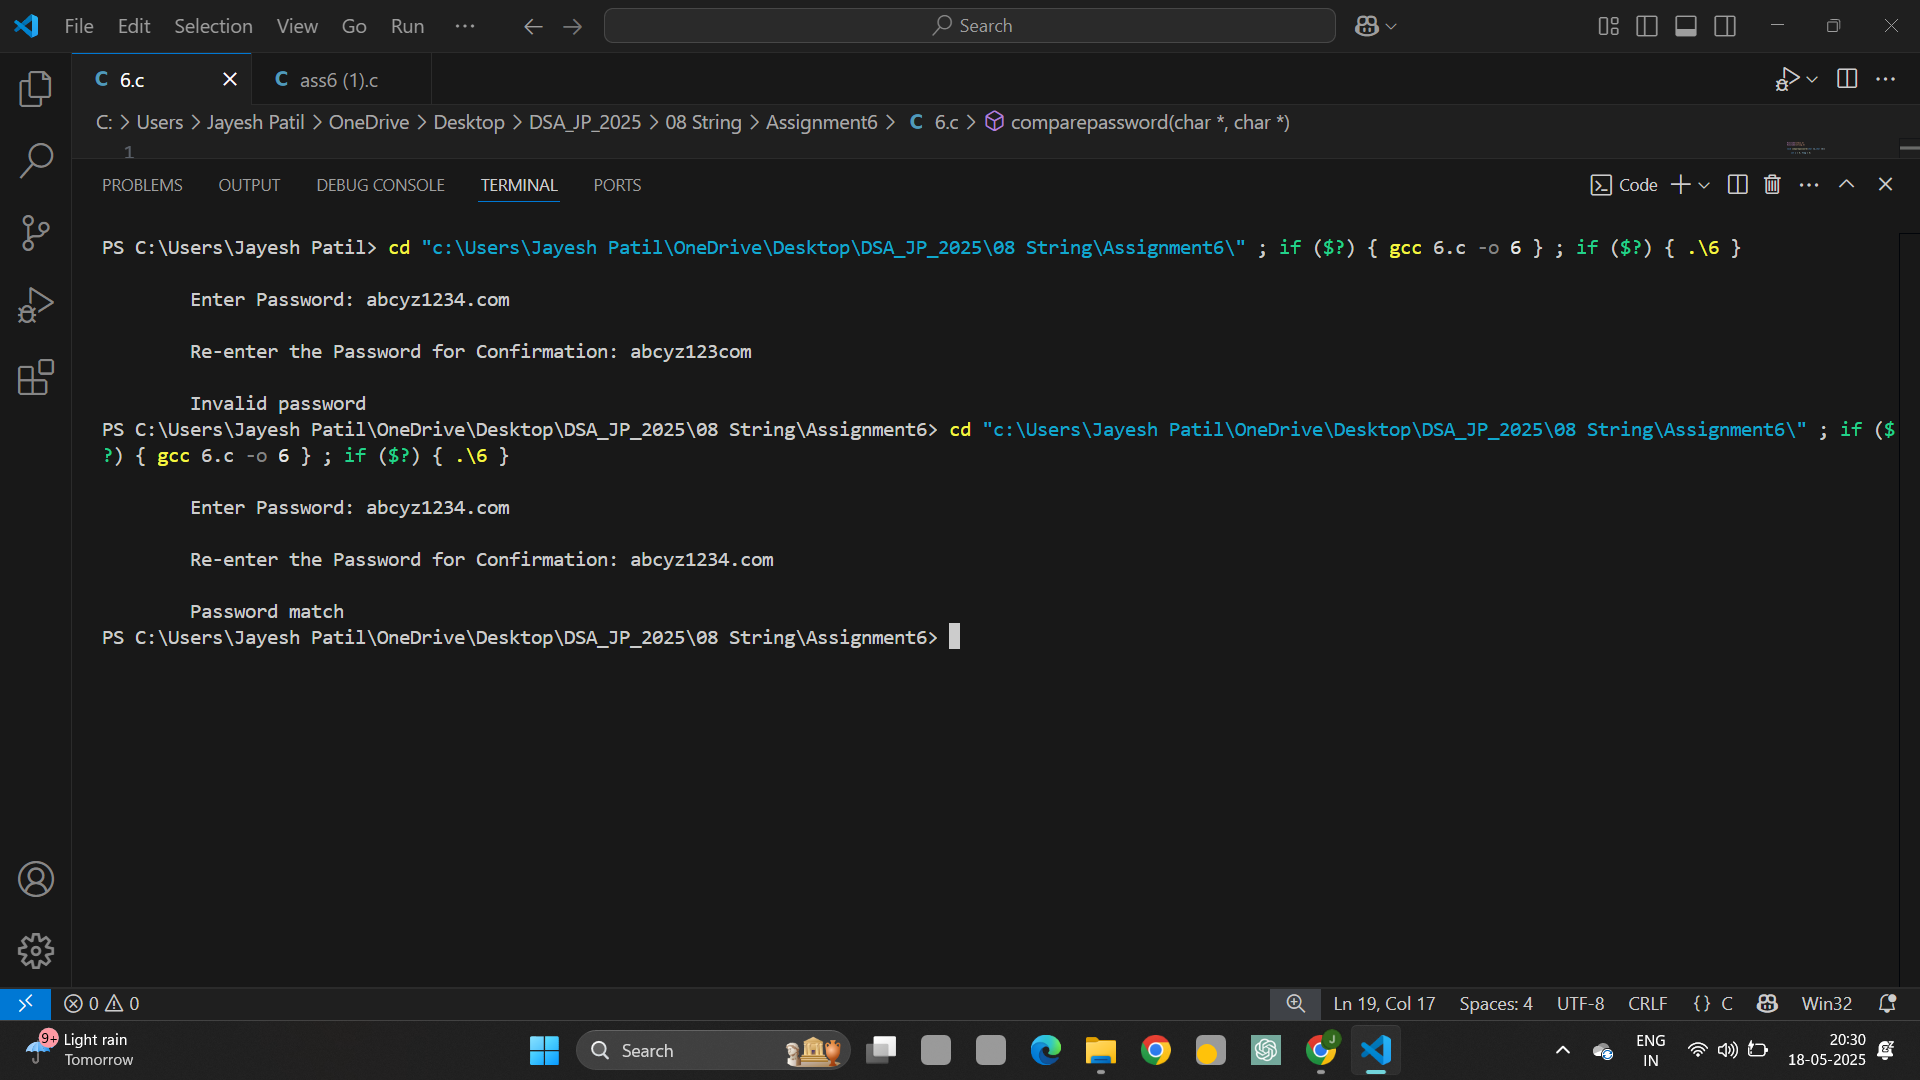 File Edit Selection View Go Run ··· Search
C 6.c C ass6 (1).c
C: > Users > Jayesh Patil > OneDrive > Desktop > DSA_JP_2025 > 08 String > Assignment6 > C 6.c > comparepassword(char *, char *)
1
PROBLEMS OUTPUT DEBUG CONSOLE TERMINAL PORTS Code
PS C:\Users\Jayesh Patil> cd "c:\Users\Jayesh Patil\OneDrive\Desktop\DSA_JP_2025\08 String\Assignment6\" ; if ($?) { gcc 6.c -o 6 } ; if ($?) { .\6 }
Enter Password: abcyz1234.com
Re-enter the Password for Confirmation: abcyz123com
Invalid password
PS C:\Users\Jayesh Patil\OneDrive\Desktop\DSA_JP_2025\08 String\Assignment6> cd "c:\Users\Jayesh Patil\OneDrive\Desktop\DSA_JP_2025\08 String\Assignment6\" ; if ($
?) { gcc 6.c -o 6 } ; if ($?) { .\6 }
Enter Password: abcyz1234.com
Re-enter the Password for Confirmation: abcyz1234.com
Password match
PS C:\Users\Jayesh Patil\OneDrive\Desktop\DSA_JP_2025\08 String\Assignment6>
0 0 Ln 19, Col 17 Spaces: 4 UTF-8 CRLF {} C Win32
9+ Light rain
Tomorrow
Search
J
ENG
IN
20:30
18-05-2025